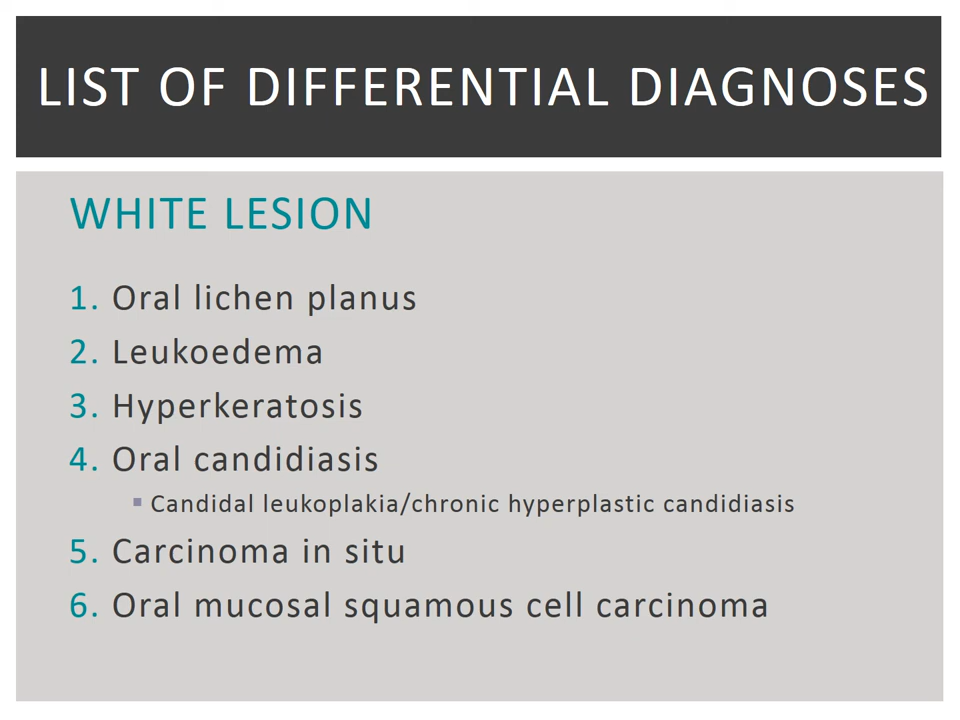 LIST OF DIFFERENTIAL DIAGNOSES
WHITE LESION
1. Oral lichen planus
2. Leukoedema
3. Hyperkeratosis
4. Oral candidiasis
▪ Candidal leukoplakia/chronic hyperplastic candidiasis
5. Carcinoma in situ
6. Oral mucosal squamous cell carcinoma